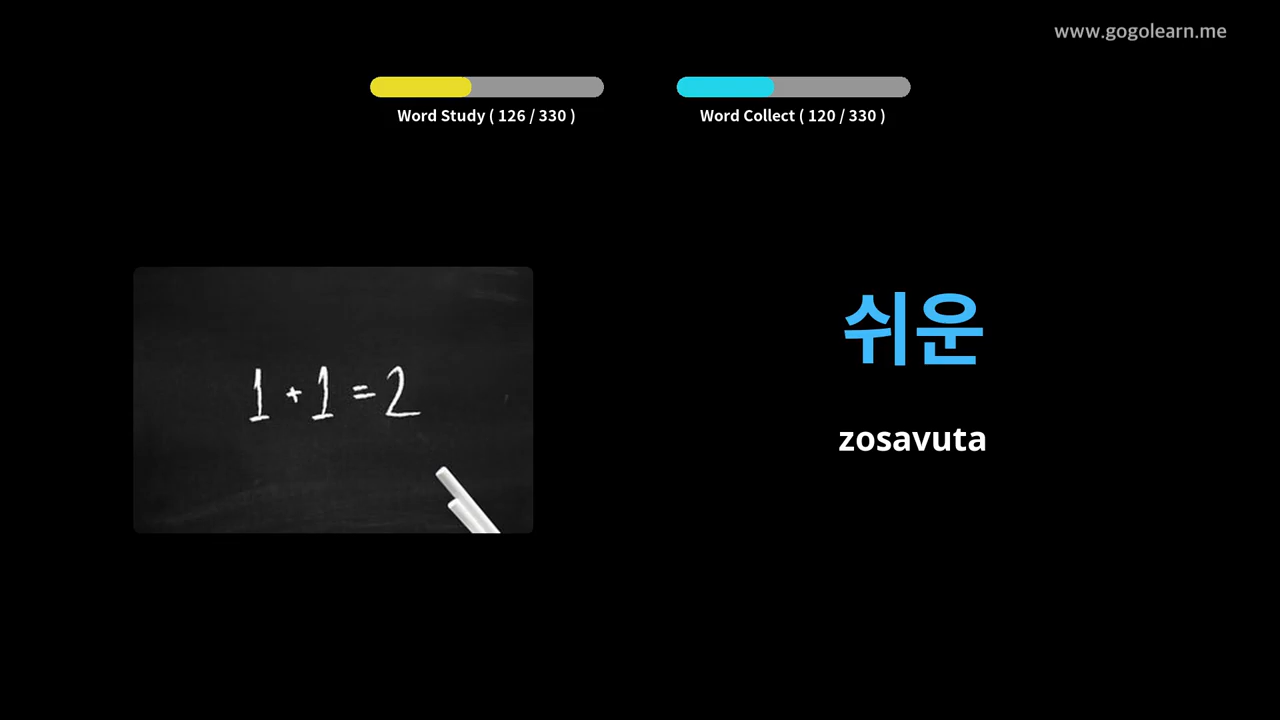 www.gogolearn.me
Word Study ( 126 / 330 )
Word Collect ( 120 / 330 )
1 + 1 = 2
쉬운
zosavuta